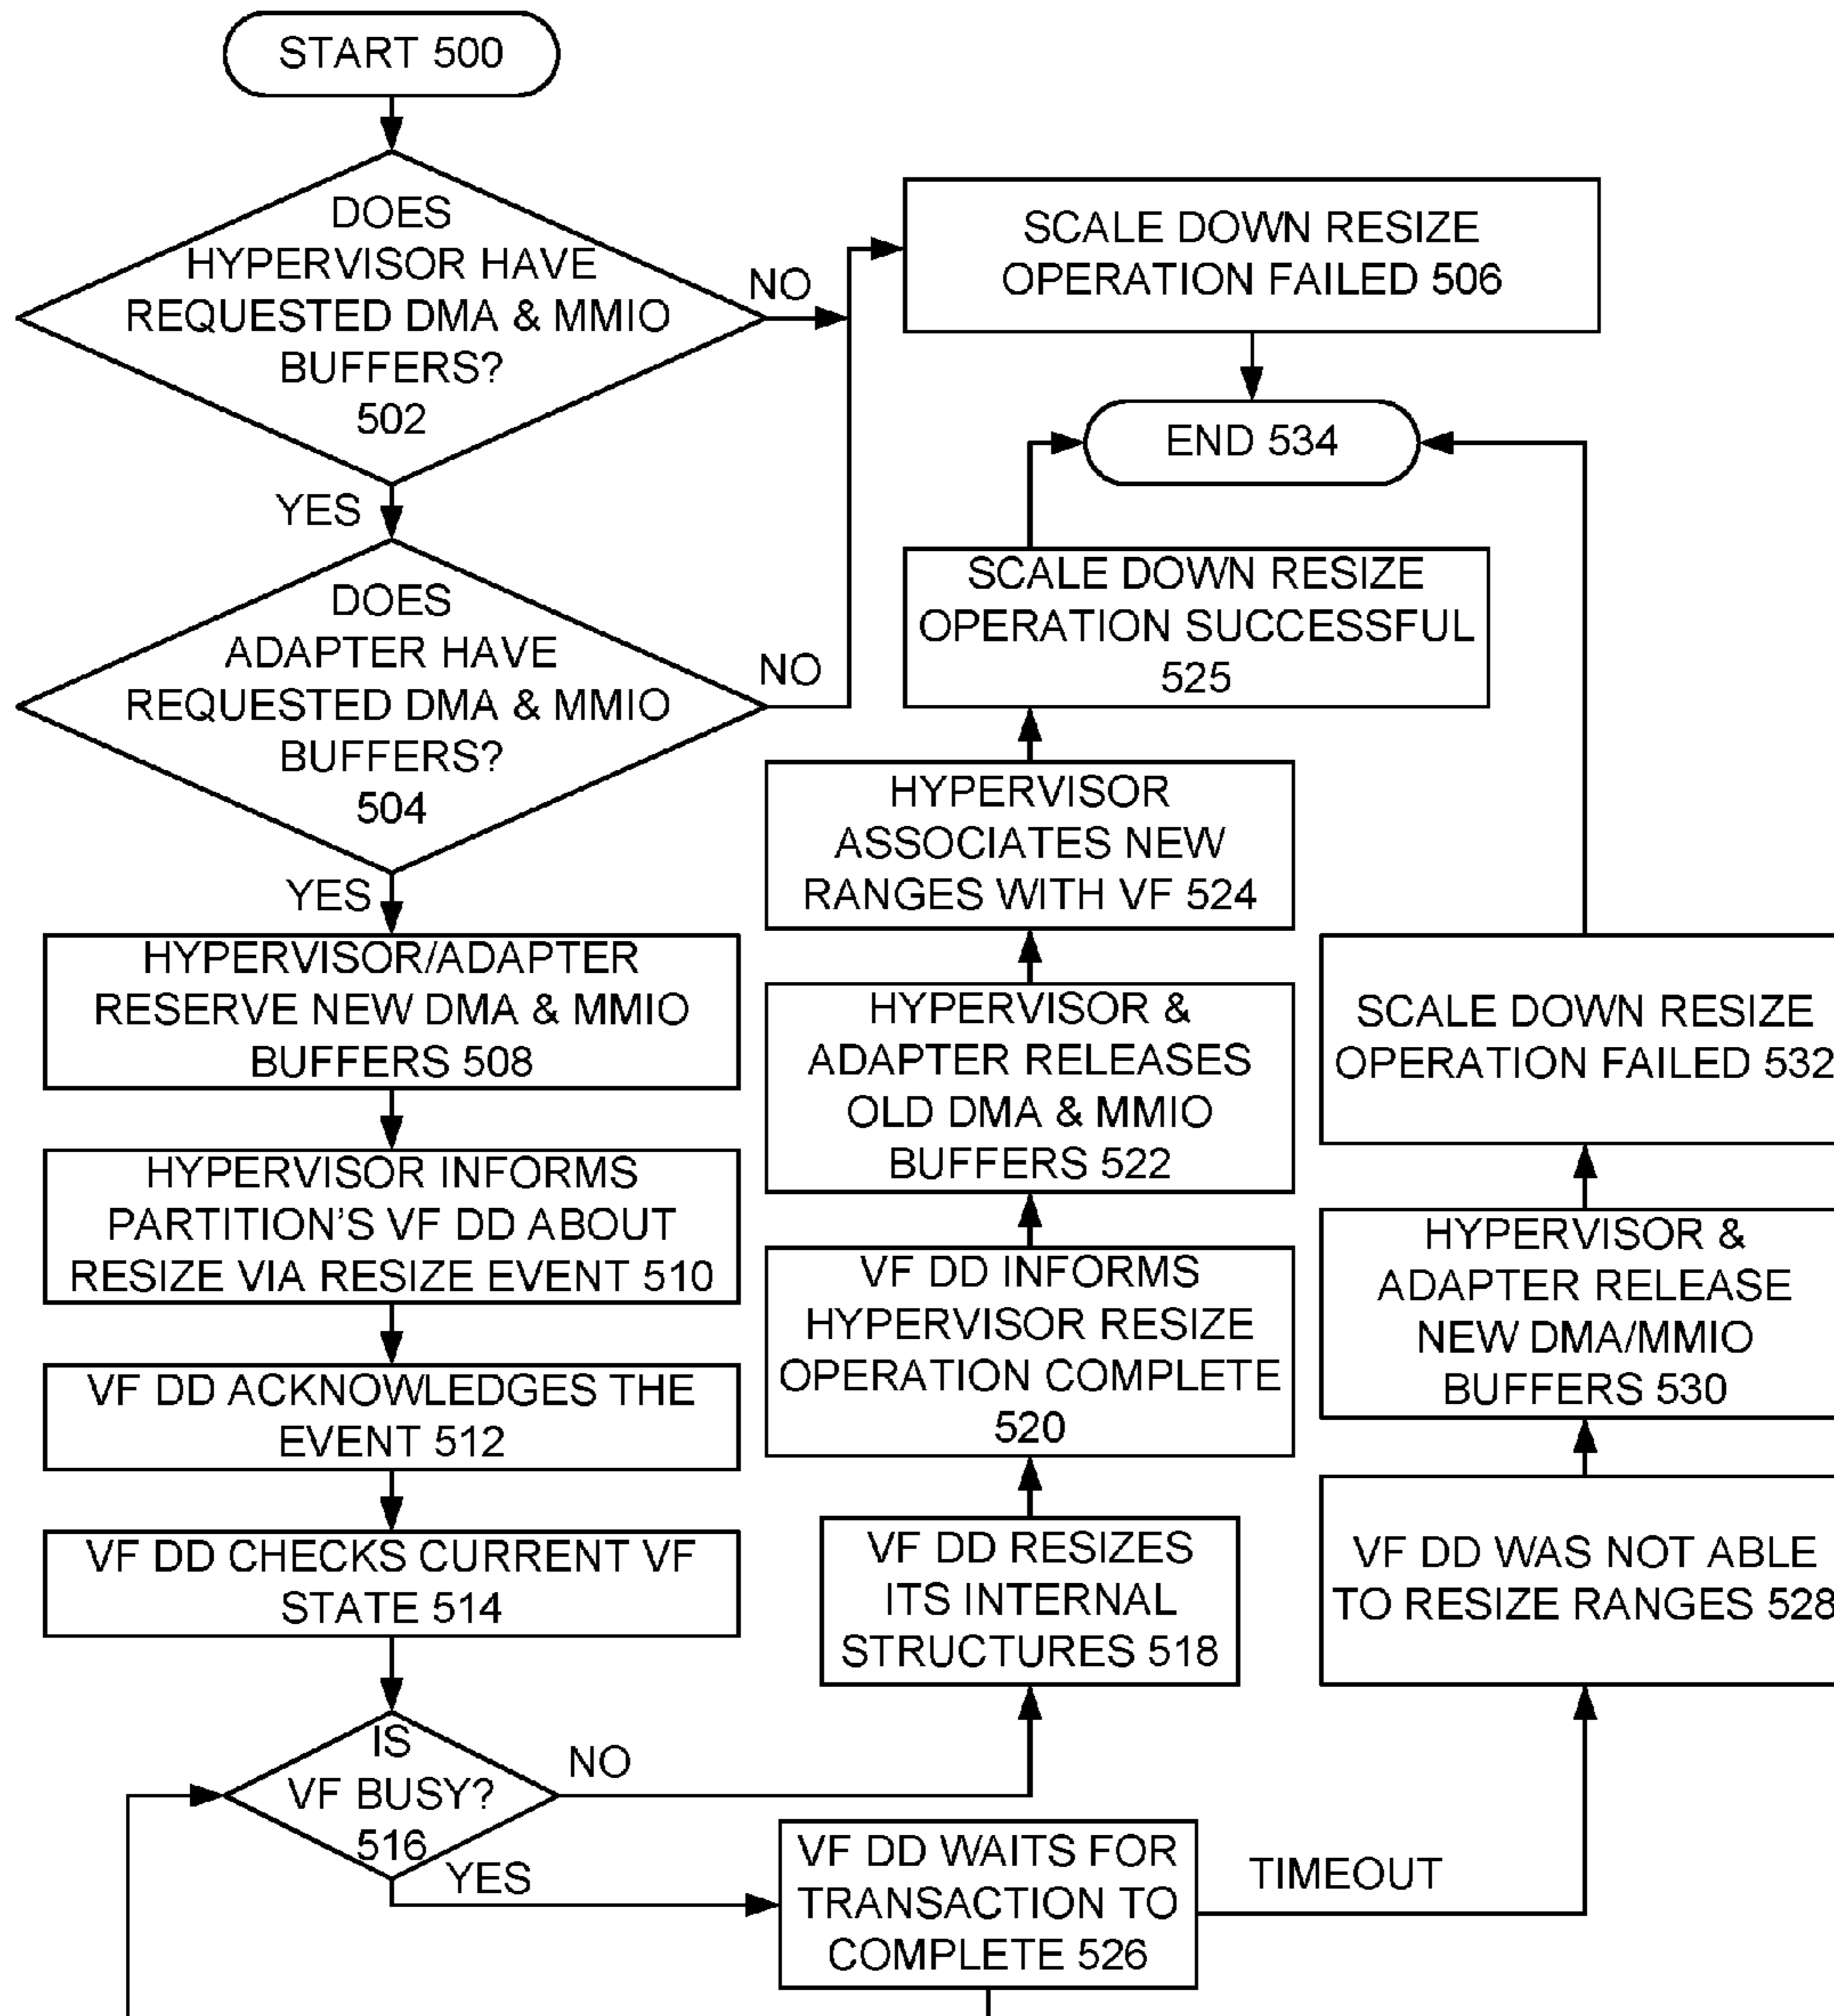 START 500
DOES
HYPERVISOR HAVE
REQUESTED DMA & MMIO
BUFFERS?
502
NO
YES
SCALE DOWN RESIZE
OPERATION FAILED 506
END 534
DOES
ADAPTER HAVE
REQUESTED DMA & MMIO
BUFFERS?
504
NO
YES
SCALE DOWN RESIZE
OPERATION SUCCESSFUL
525
HYPERVISOR
ASSOCIATES NEW
RANGES WITH VF 524
HYPERVISOR/ADAPTER
RESERVE NEW DMA & MMIO
BUFFERS 508
HYPERVISOR &
ADAPTER RELEASES
OLD DMA & MMIO
BUFFERS 522
SCALE DOWN RESIZE
OPERATION FAILED 532
HYPERVISOR INFORMS
PARTITION'S VF DD ABOUT
RESIZE VIA RESIZE EVENT 510
VF DD INFORMS
HYPERVISOR RESIZE
OPERATION COMPLETE
520
HYPERVISOR &
ADAPTER RELEASE
NEW DMA/MMIO
BUFFERS 530
VF DD ACKNOWLEDGES THE
EVENT 512
VF DD CHECKS CURRENT VF
STATE 514
VF DD RESIZES
ITS INTERNAL
STRUCTURES 518
VF DD WAS NOT ABLE
TO RESIZE RANGES 528
IS
VF BUSY?
516
NO
YES
VF DD WAITS FOR
TRANSACTION TO
COMPLETE 526
TIMEOUT